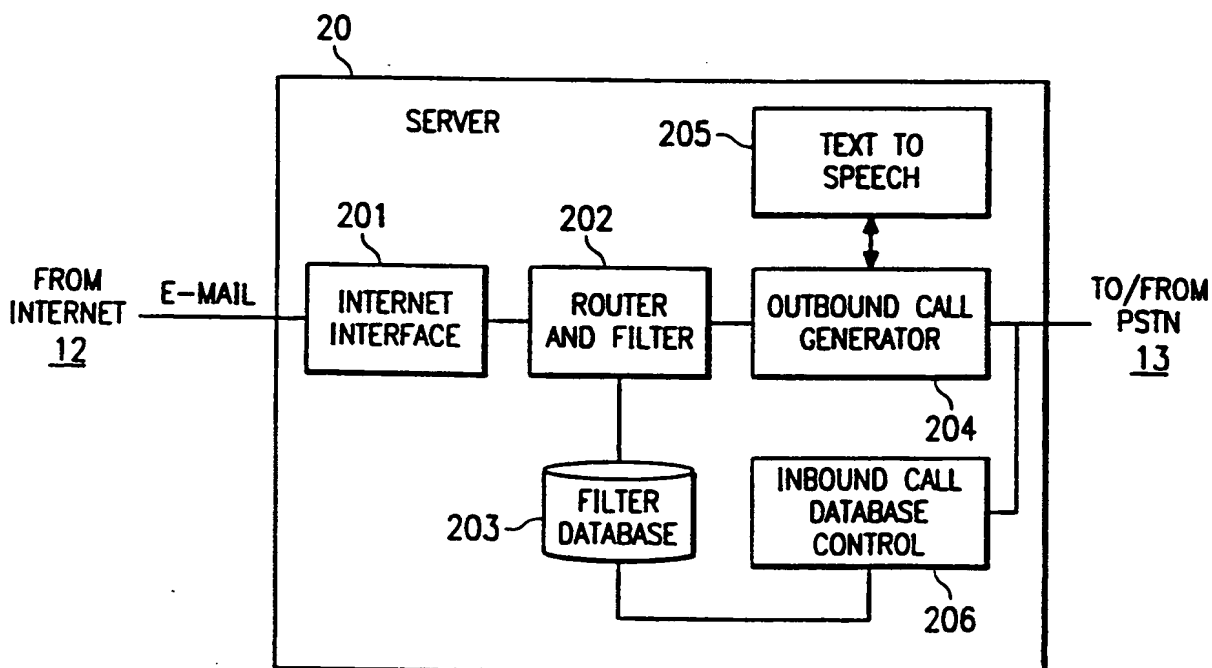 20
SERVER
205
TEXT TO
SPEECH
201
202
FROM
INTERNET
12
E-MAIL
INTERNET
INTERFACE
ROUTER
AND FILTER
OUTBOUND CALL
GENERATOR
TO/FROM
PSTN
13
204
203
FILTER
DATABASE
INBOUND CALL
DATABASE
CONTROL
206